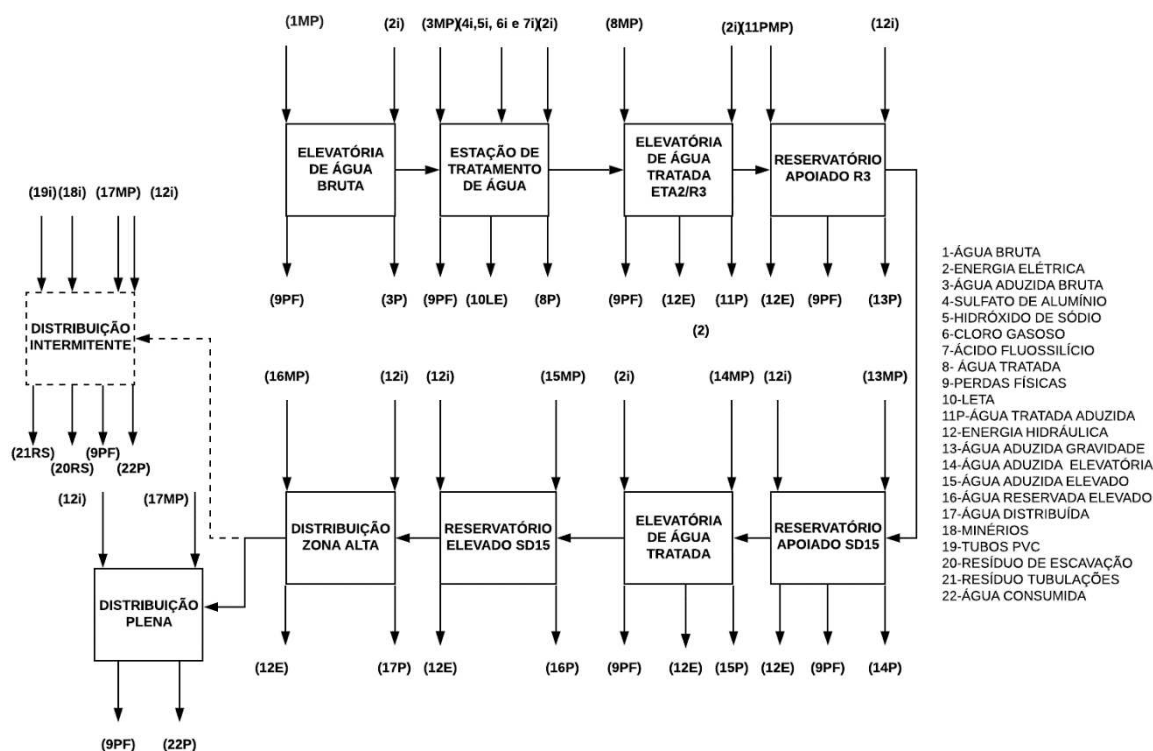 (1MP) (2i) (3MP)(4i,5i, 6i e 7i)(2i) (8MP) (2i)(11PMP) (12i)
ELEVATÓRIA
DE ÁGUA
BRUTA
ESTAÇÃO DE
TRATAMENTO
DE ÁGUA
ELEVATÓRIA
DE ÁGUA
TRATADA
ETA2/R3
RESERVATÓRIO
APOIADO R3
(9PF) (3P) (9PF) (10LE) (8P) (9PF) (12E) (11P) (12E) (9PF) (13P)
(2)
(19i) (18i) (17MP) (12i)
DISTRIBUIÇÃO
INTERMITENTE
(21RS) (20RS) (9PF) (22P)
(16MP) (12i) (12i) (15MP) (2i) (14MP) (12i) (13MP)
DISTRIBUIÇÃO
ZONA ALTA
RESERVATÓRIO
ELEVADO SD15
ELEVATÓRIA
DE ÁGUA
TRATADA
RESERVATÓRIO
APOIADO SD15
(12E) (17P) (12E) (16P) (9PF) (12E) (15P) (12E) (9PF) (14P)
(12i) (17MP)
DISTRIBUIÇÃO
PLENA
(9PF) (22P)
1-ÁGUA BRUTA
2-ENERGIA ELÉTRICA
3-ÁGUA ADUZIDA BRUTA
4-SULFATO DE ALUMÍNIO
5-HIDRÓXIDO DE SÓDIO
6-CLORO GASOSO
7-ÁCIDO FLUOSSILÍCIO
8- ÁGUA TRATADA
9-PERDAS FÍSICAS
10-LETA
11P-ÁGUA TRATADA ADUZIDA
12-ENERGIA HIDRÁULICA
13-ÁGUA ADUZIDA GRAVIDADE
14-ÁGUA ADUZIDA ELEVATÓRIA
15-ÁGUA ADUZIDA ELEVADO
16-ÁGUA RESERVADA ELEVADO
17-ÁGUA DISTRIBUÍDA
18-MINÉRIOS
19-TUBOS PVC
20-RESÍDUO DE ESCAVAÇÃO
21-RESÍDUO TUBULAÇÕES
22-ÁGUA CONSUMIDA